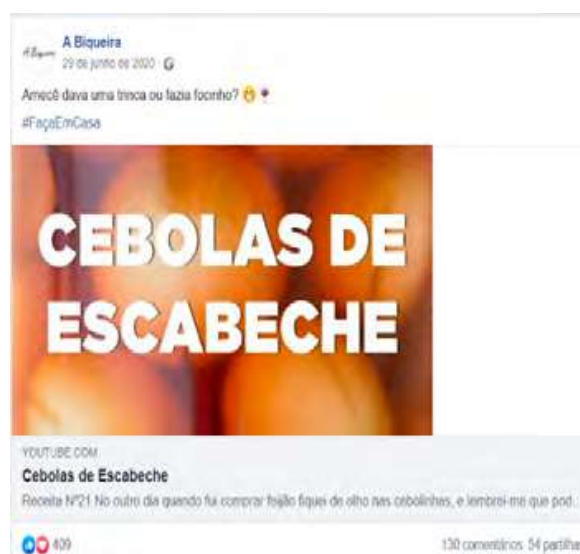 A Biqueira
29 de junho de 2020
Amecê dava uma trinca ou fazia focinho?
#FaçaEmCasa
CEBOLAS DE
ESCABECHE
YOUTUBE.COM
Cebolas de Escabeche
Receita Nº21 No outro dia quando fui comprar feijão fiquei de olho nas cebolinhas, e lembrei-me que pod...
409
130 comentários 54 partilhas